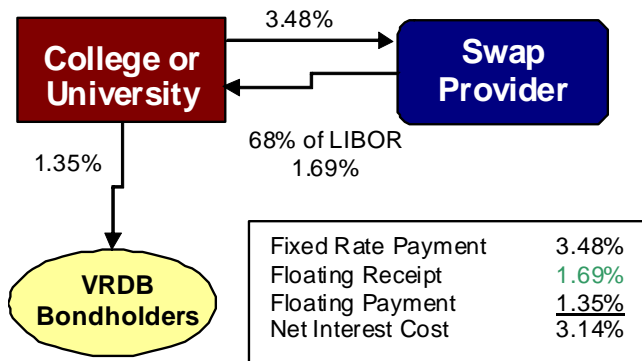 3.48%
College or
University
Swap
Provider
68% of LIBOR
1.69%
1.35%
VRDB
Bondholders
Fixed Rate Payment 3.48%
Floating Receipt 1.69%
Floating Payment 1.35%
Net Interest Cost 3.14%